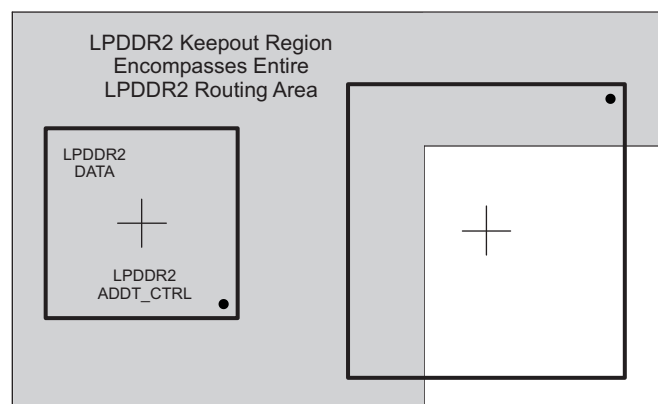 LPDDR2 Keepout Region
Encompasses Entire
LPDDR2 Routing Area
LPDDR2
DATA
LPDDR2
ADDT_CTRL